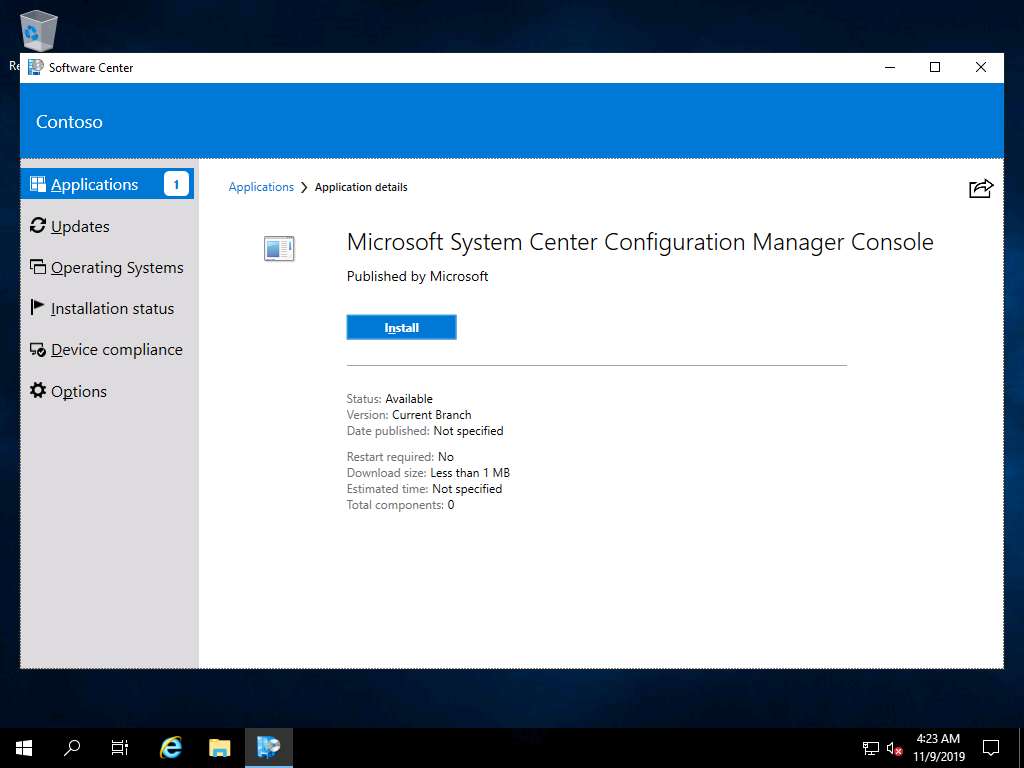 Software Center
Contoso
Applications 1
Updates
Operating Systems
Installation status
Device compliance
Options
Applications > Application details
Microsoft System Center Configuration Manager Console
Published by Microsoft
Install
Status: Available
Version: Current Branch
Date published: Not specified
Restart required: No
Download size: Less than 1 MB
Estimated time: Not specified
Total components: 0
4:23 AM
11/9/2019